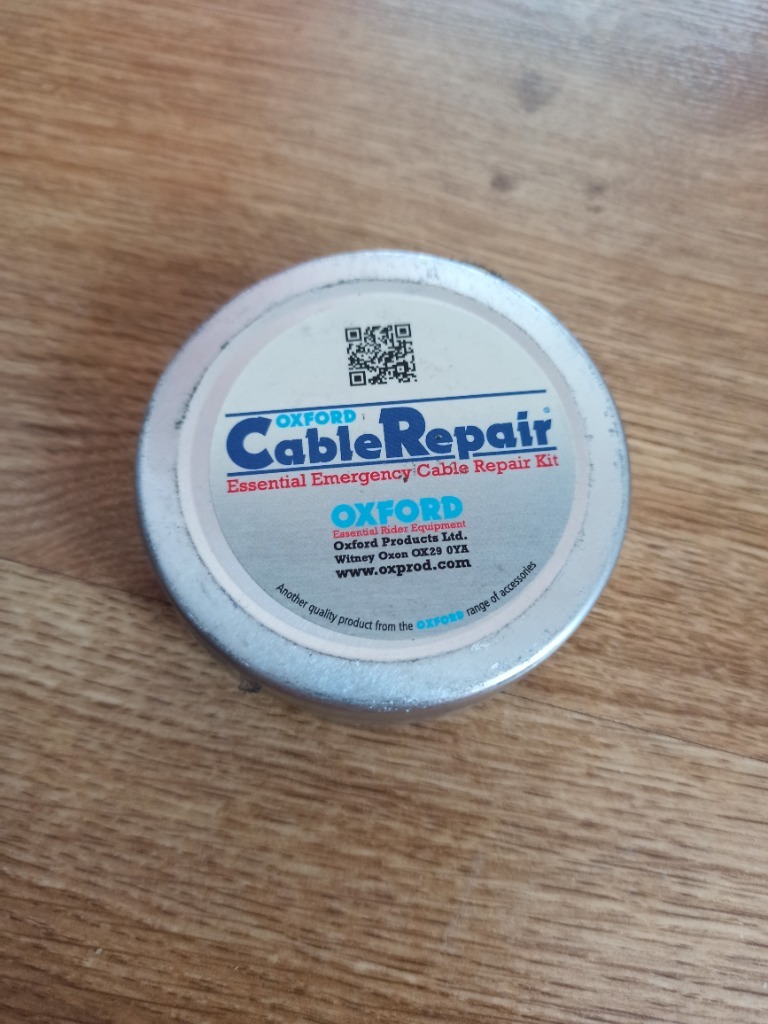 OXFORD
CableRepair
Essential Emergency Cable Repair Kit
OXFORD
Essential Rider Equipment
Oxford Products Ltd.
Witney Oxon OX29 0YA
www.oxprod.com
Another quality product from the OXFORD range of accessories